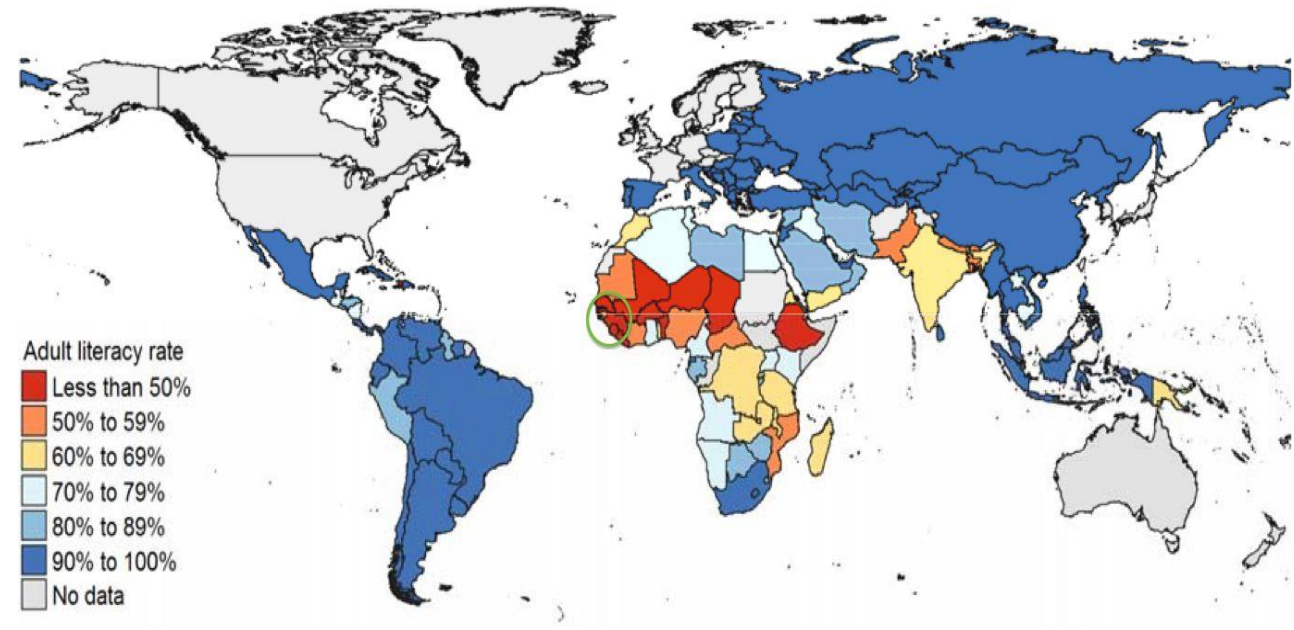 Adult literacy rate
Less than 50%
50% to 59%
60% to 69%
70% to 79%
80% to 89%
90% to 100%
No data